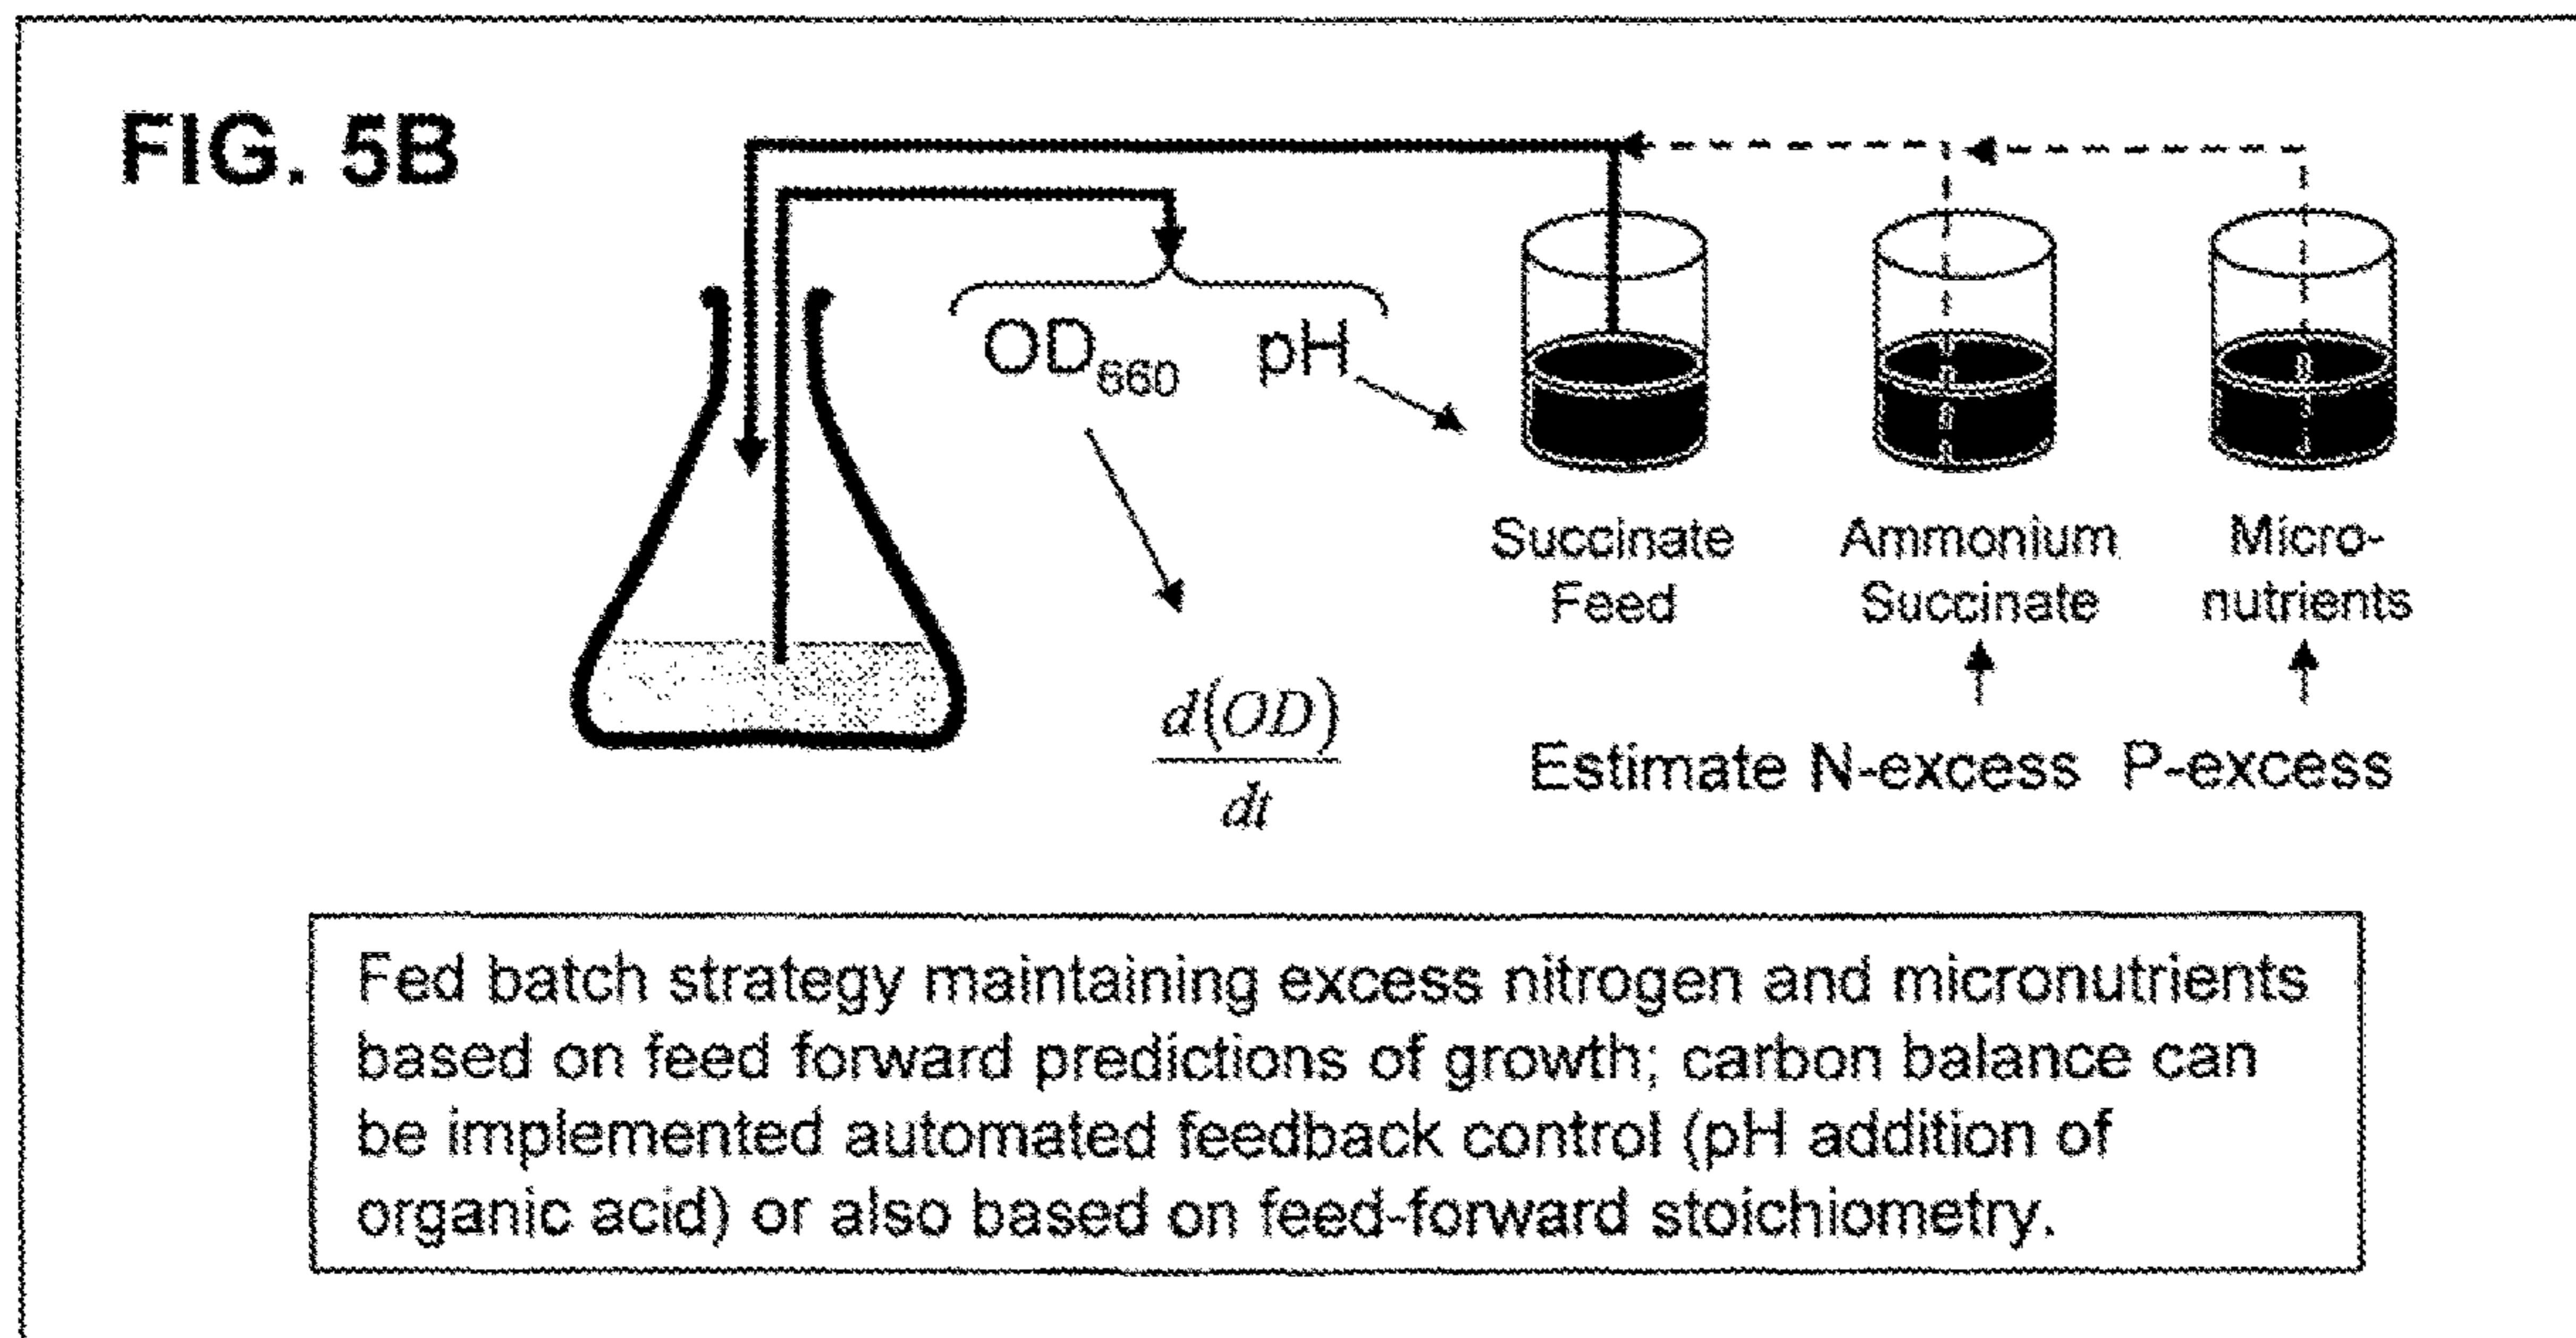 FIG. 5B
OD660 pH
Succinate
Feed
Ammonium
Succinate
Micro-
nutrients
d(OD)
dt
Estimate N-excess P-excess
Fed batch strategy maintaining excess nitrogen and micronutrients
based on feed forward predictions of growth; carbon balance can
be implemented automated feedback control (pH addition of
organic acid) or also based on feed-forward stoichiometry.